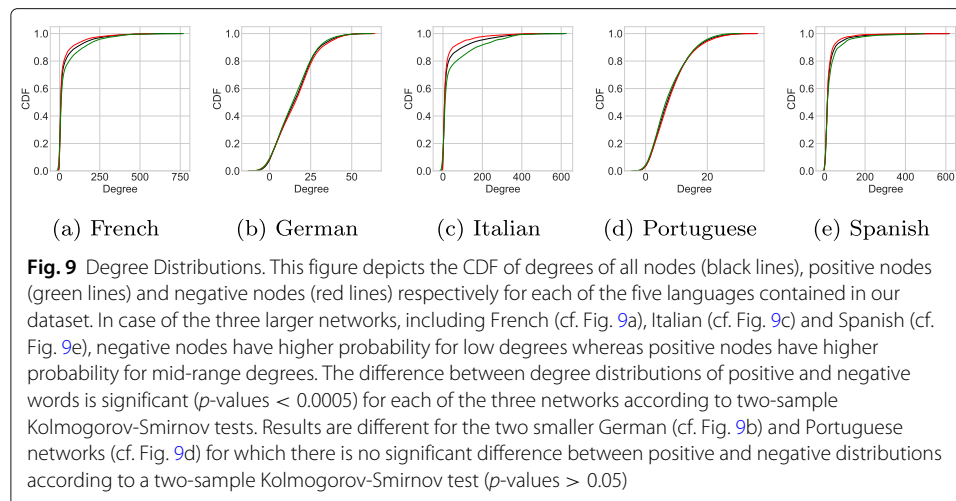 1.0
0.8
0.6
0.4
0.2
0.0
CDF
0 250 500 750
Degree
1.0
0.8
0.6
0.4
0.2
0.0
CDF
0 25 50
Degree
1.0
0.8
0.6
0.4
0.2
0.0
CDF
0 200 400 600
Degree
1.0
0.8
0.6
0.4
0.2
0.0
CDF
0 20
Degree
1.0
0.8
0.6
0.4
0.2
0.0
CDF
0 200 400 600
Degree
(a) French (b) German (c) Italian (d) Portuguese (e) Spanish
Fig. 9 Degree Distributions. This figure depicts the CDF of degrees of all nodes (black lines), positive nodes
(green lines) and negative nodes (red lines) respectively for each of the five languages contained in our
dataset. In case of the three larger networks, including French (cf. Fig. 9a), Italian (cf. Fig. 9c) and Spanish (cf.
Fig. 9e), negative nodes have higher probability for low degrees whereas positive nodes have higher
probability for mid-range degrees. The difference between degree distributions of positive and negative
words is significant (p-values < 0.0005) for each of the three networks according to two-sample
Kolmogorov-Smirnov tests. Results are different for the two smaller German (cf. Fig. 9b) and Portuguese
networks (cf. Fig. 9d) for which there is no significant difference between positive and negative distributions
according to a two-sample Kolmogorov-Smirnov test (p-values > 0.05)